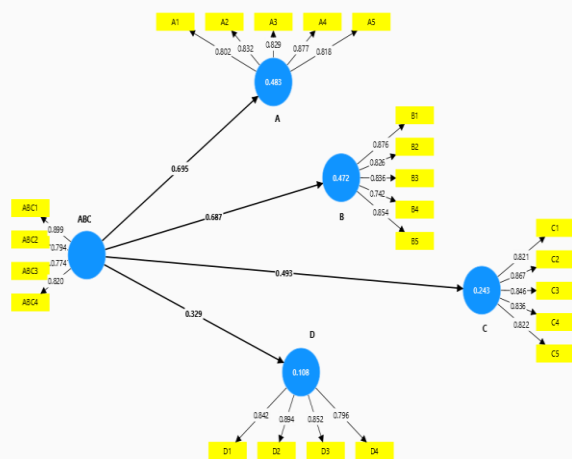 A1 A2 A3 A4 A5
0.802 0.832 0.829 0.877 0.818
0.483
A
0.695
B1
B2
B3
B4
B5
0.876
0.826
0.836
0.742
0.854
0.472
B
0.687
ABC
ABC1
ABC2
ABC3
ABC4
0.899
0.794
0.774
0.820
0.493
C1
C2
C3
C4
C5
0.821
0.867
0.846
0.836
0.822
0.243
C
0.329
D
0.108
0.842 0.894 0.852 0.796
D1 D2 D3 D4